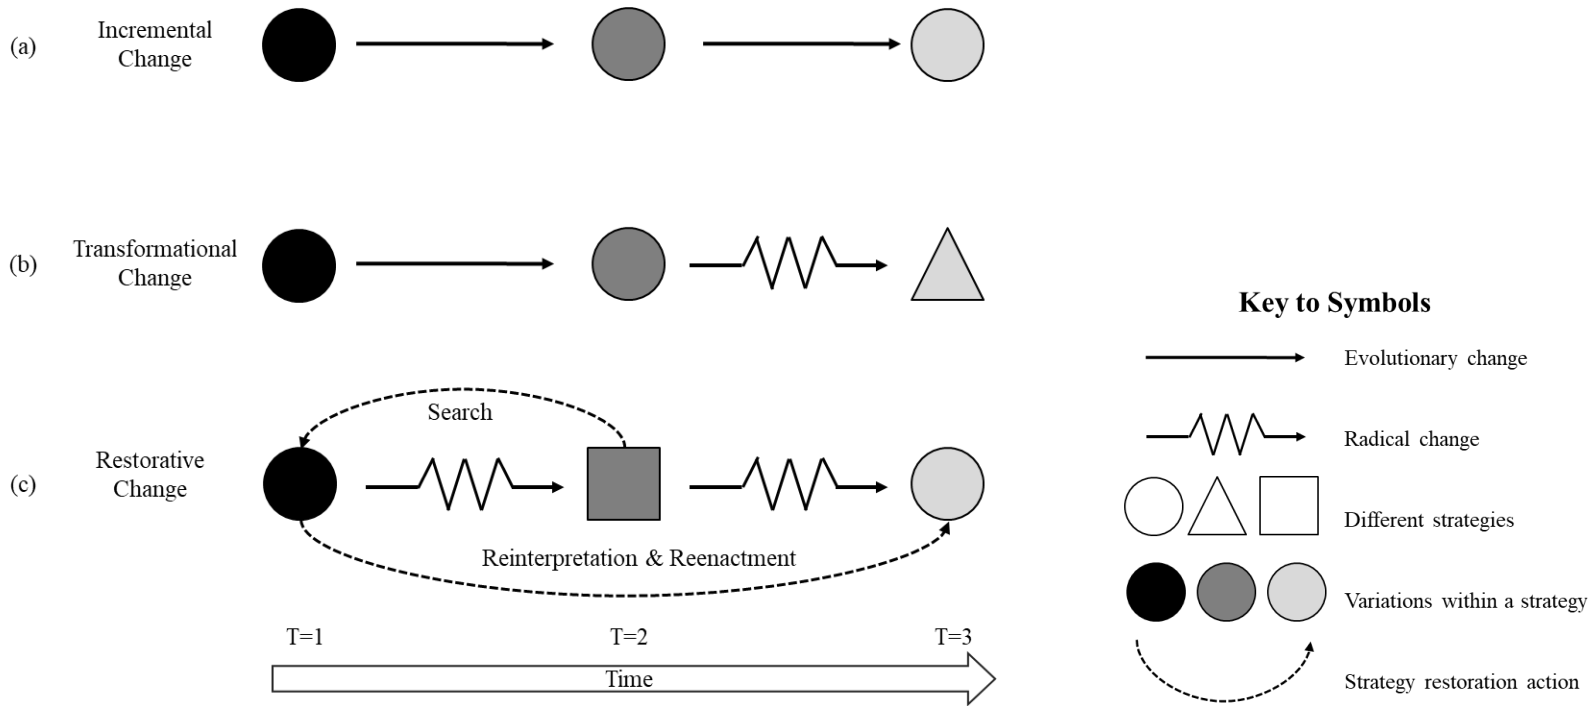 (a)
Incremental
Change
(b)
Transformational
Change
(c)
Restorative
Change
Search
Reinterpretation & Reenactment
T=1
T=2
T=3
Time
Key to Symbols
Evolutionary change
Radical change
Different strategies
Variations within a strategy
Strategy restoration action